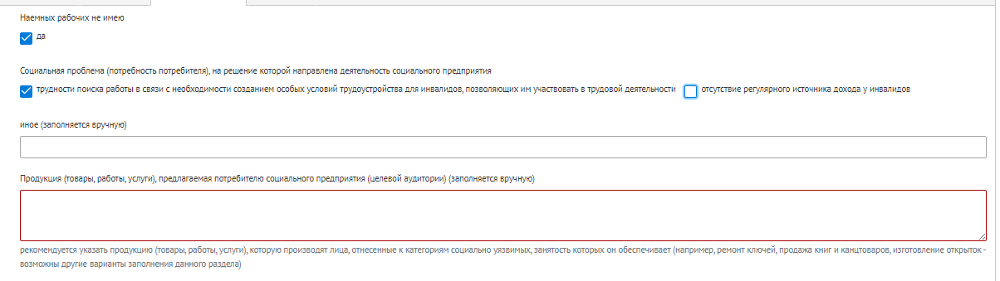 Наемных рабочих не имею
да
Социальная проблема (потребность потребителя), на решение которой направлена деятельность социального предприятия
трудности поиска работы в связи с необходимости созданием особых условий трудоустройства для инвалидов, позволяющих им участвовать в трудовой деятельности отсутствие регулярного источника дохода у инвалидов
иное (заполняется вручную)
Продукция (товары, работы, услуги), предлагаемая потребителю социального предприятия (целевой аудитории) (заполняется вручную)
рекомендуется указать продукцию (товары, работы, услуги), которую производят лица, отнесенные к категориям социально уязвимых, занятость которых он обеспечивает (например, ремонт ключей, продажа книг и канцтоваров, изготовление открыток -
возможны другие варианты заполнения данного раздела)